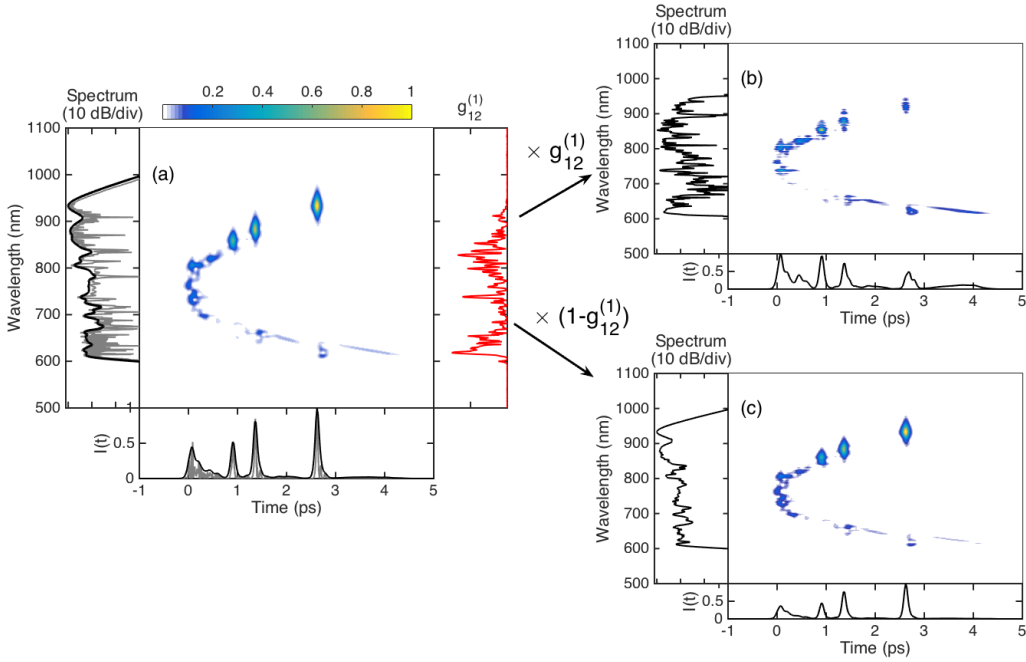 Spectrum
(10 dB/div)
0.2 0.4 0.6 0.8 1
g12(1)
1100
1000
900
800
700
600
500
Wavelength (nm)
(a)
1
0.5
0
I(t)
-1 0 1 2 3 4 5
Time (ps)
× g12(1)
× (1-g12(1))
Spectrum
(10 dB/div)
1100
1000
900
800
700
600
500
Wavelength (nm)
(b)
0.5
0
I(t)
-1 0 1 2 3 4 5
Time (ps)
Spectrum
(10 dB/div)
1100
1000
900
800
700
600
500
Wavelength (nm)
(c)
0.5
0
I(t)
-1 0 1 2 3 4 5
Time (ps)